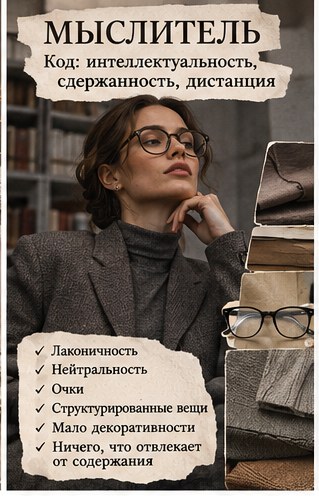 МЫСЛИТЕЛЬ
Код: интеллектуальность,
сдержанность, дистанция
✓ Лаконичность
✓ Нейтральность
✓ Очки
✓ Структурированные вещи
✓ Мало декоративности
✓ Ничего, что отвлекает
от содержания